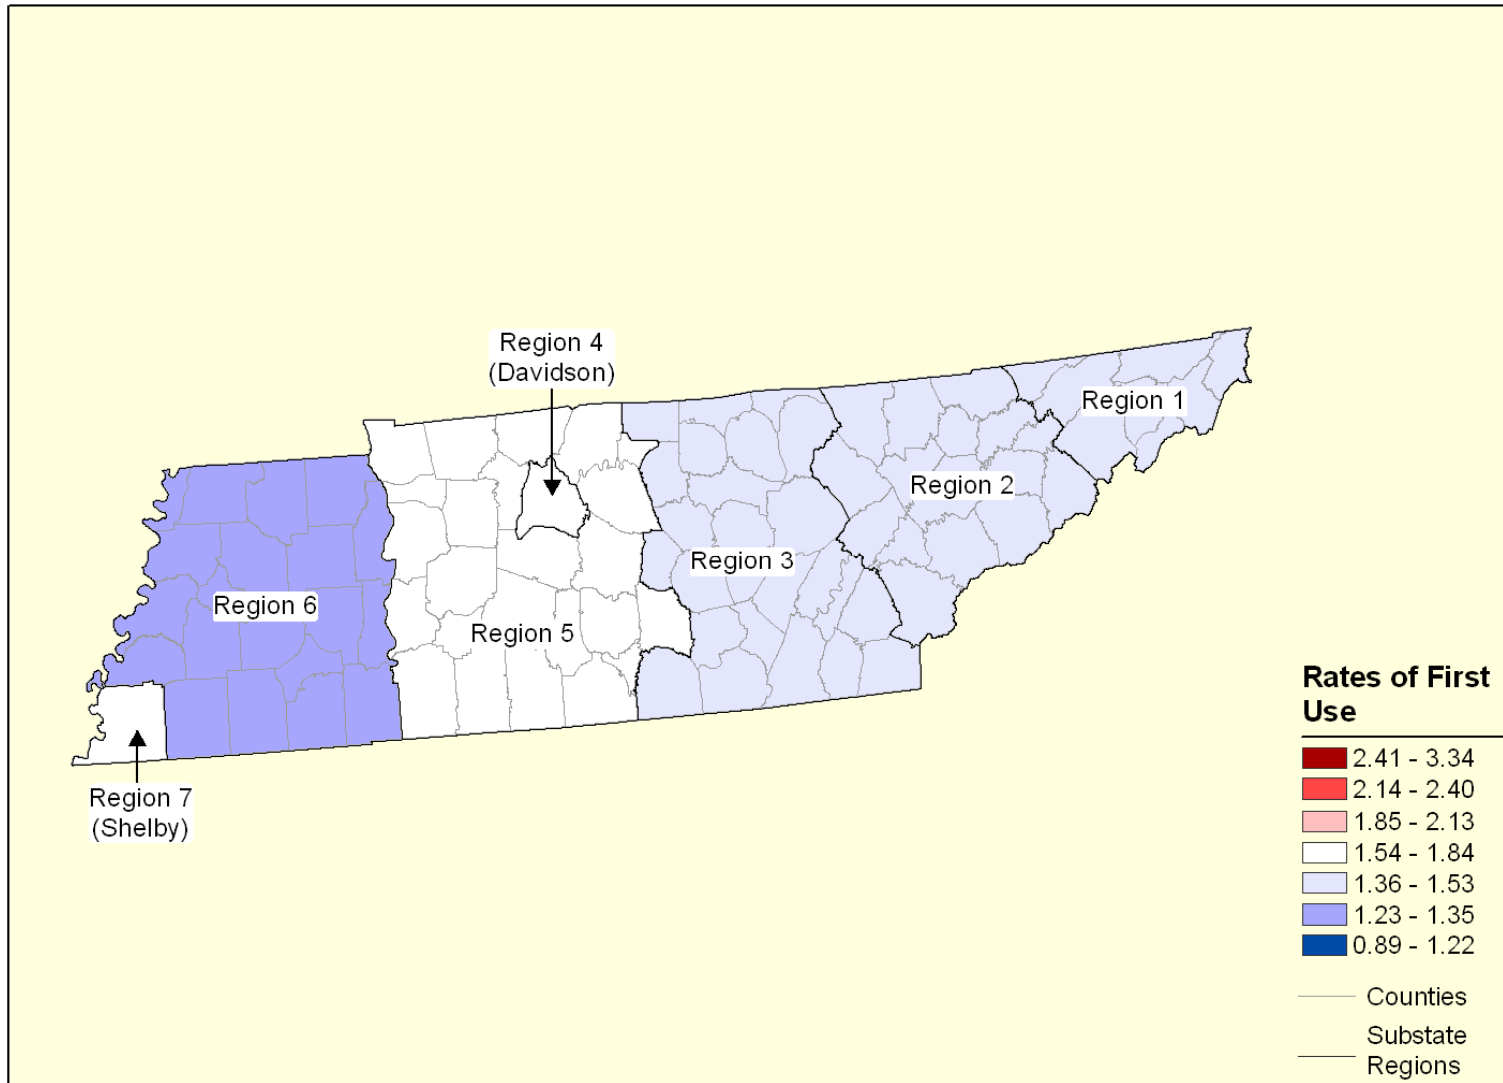 Region 4
(Davidson)
Region 1
Region 2
Region 3
Region 6
Region 5
Region 7
(Shelby)
Rates of First
Use
2.41 - 3.34
2.14 - 2.40
1.85 - 2.13
1.54 - 1.84
1.36 - 1.53
1.23 - 1.35
0.89 - 1.22
Counties
Substate
Regions